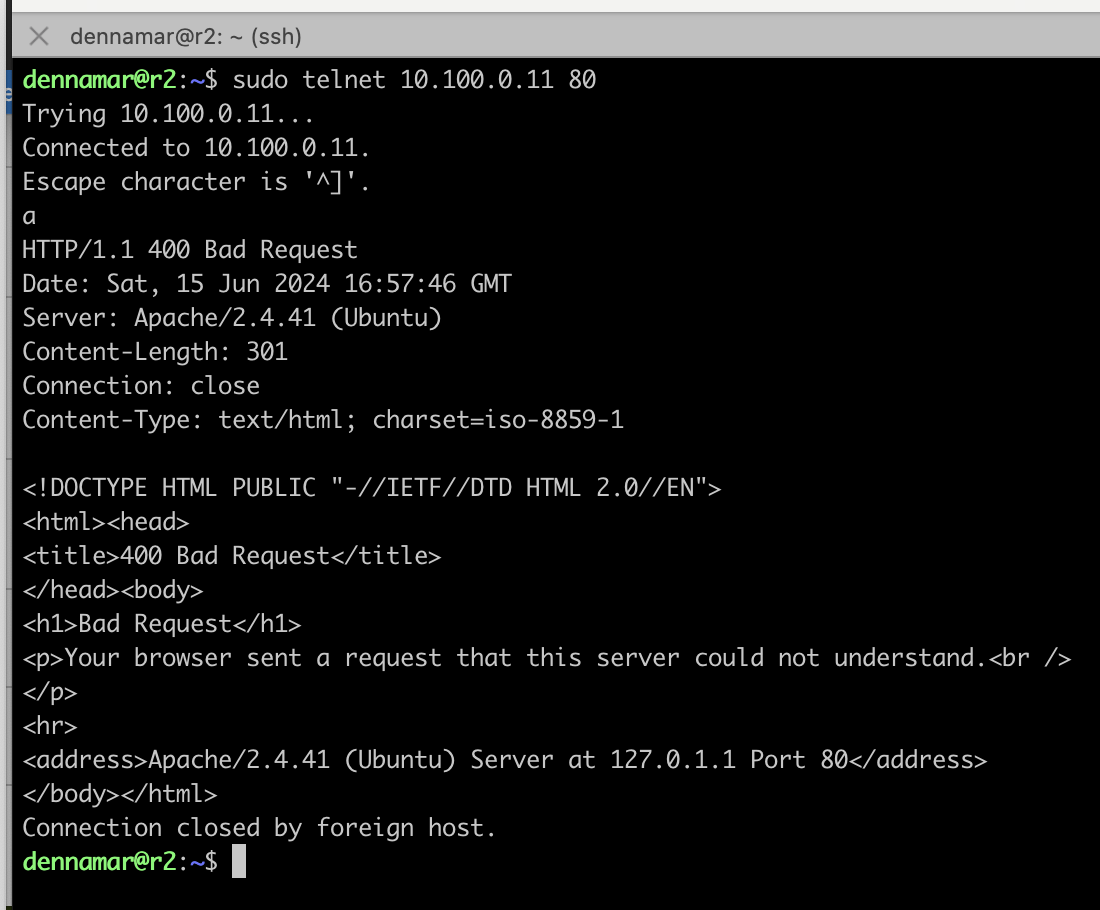 dennamar@r2: ~ (ssh)
dennamar@r2:~$ sudo telnet 10.100.0.11 80
Trying 10.100.0.11...
Connected to 10.100.0.11.
Escape character is '^]'.
a
HTTP/1.1 400 Bad Request
Date: Sat, 15 Jun 2024 16:57:46 GMT
Server: Apache/2.4.41 (Ubuntu)
Content-Length: 301
Connection: close
Content-Type: text/html; charset=iso-8859-1

<!DOCTYPE HTML PUBLIC "-//IETF//DTD HTML 2.0//EN">
<html><head>
<title>400 Bad Request</title>
</head><body>
<h1>Bad Request</h1>
<p>Your browser sent a request that this server could not understand.<br />
</p>
<hr>
<address>Apache/2.4.41 (Ubuntu) Server at 127.0.1.1 Port 80</address>
</body></html>
Connection closed by foreign host.
dennamar@r2:~$